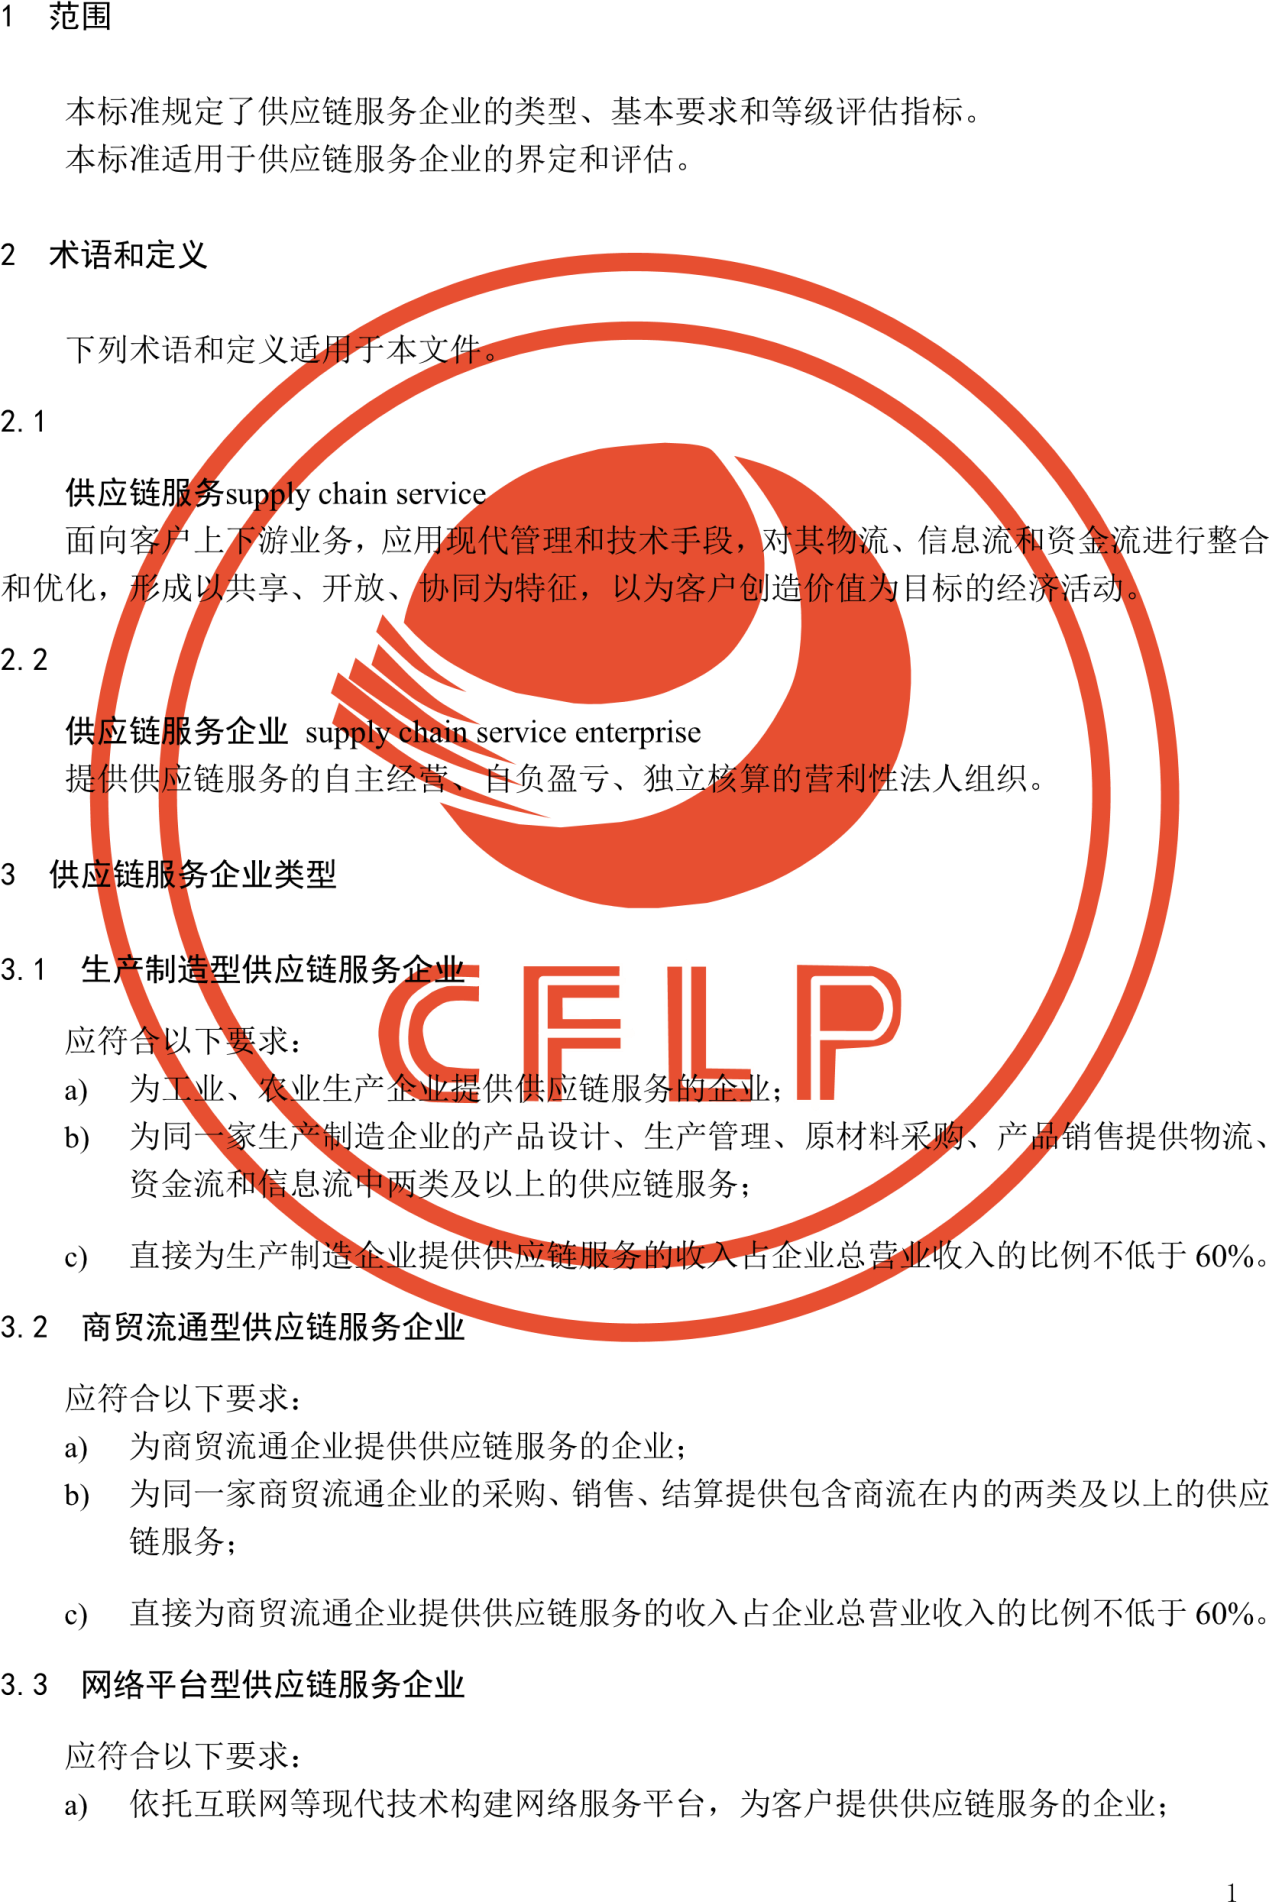 1 范围
本标准规定了供应链服务企业的类型、基本要求和等级评估指标。
本标准适用于供应链服务企业的界定和评估。
2 术语和定义
下列术语和定义适用于本文件。
2.1
供应链服务supply chain service
面向客户上下游业务，应用现代管理和技术手段，对其物流、信息流和资金流进行整合
和优化，形成以共享、开放、协同为特征，以为客户创造价值为目标的经济活动。
2.2
供应链服务企业 supply chain service enterprise
提供供应链服务的自主经营、自负盈亏、独立核算的营利性法人组织。
3 供应链服务企业类型
3.1 生产制造型供应链服务企业
CFLP
应符合以下要求：
a) 为工业、农业生产企业提供供应链服务的企业；
b) 为同一家生产制造企业的产品设计、生产管理、原材料采购、产品销售提供物流、
资金流和信息流中两类及以上的供应链服务；
c) 直接为生产制造企业提供供应链服务的收入占企业总营业收入的比例不低于 60%。
3.2 商贸流通型供应链服务企业
应符合以下要求：
a) 为商贸流通企业提供供应链服务的企业；
b) 为同一家商贸流通企业的采购、销售、结算提供包含商流在内的两类及以上的供应
链服务；
c) 直接为商贸流通企业提供供应链服务的收入占企业总营业收入的比例不低于 60%。
3.3 网络平台型供应链服务企业
应符合以下要求：
a) 依托互联网等现代技术构建网络服务平台，为客户提供供应链服务的企业；
1